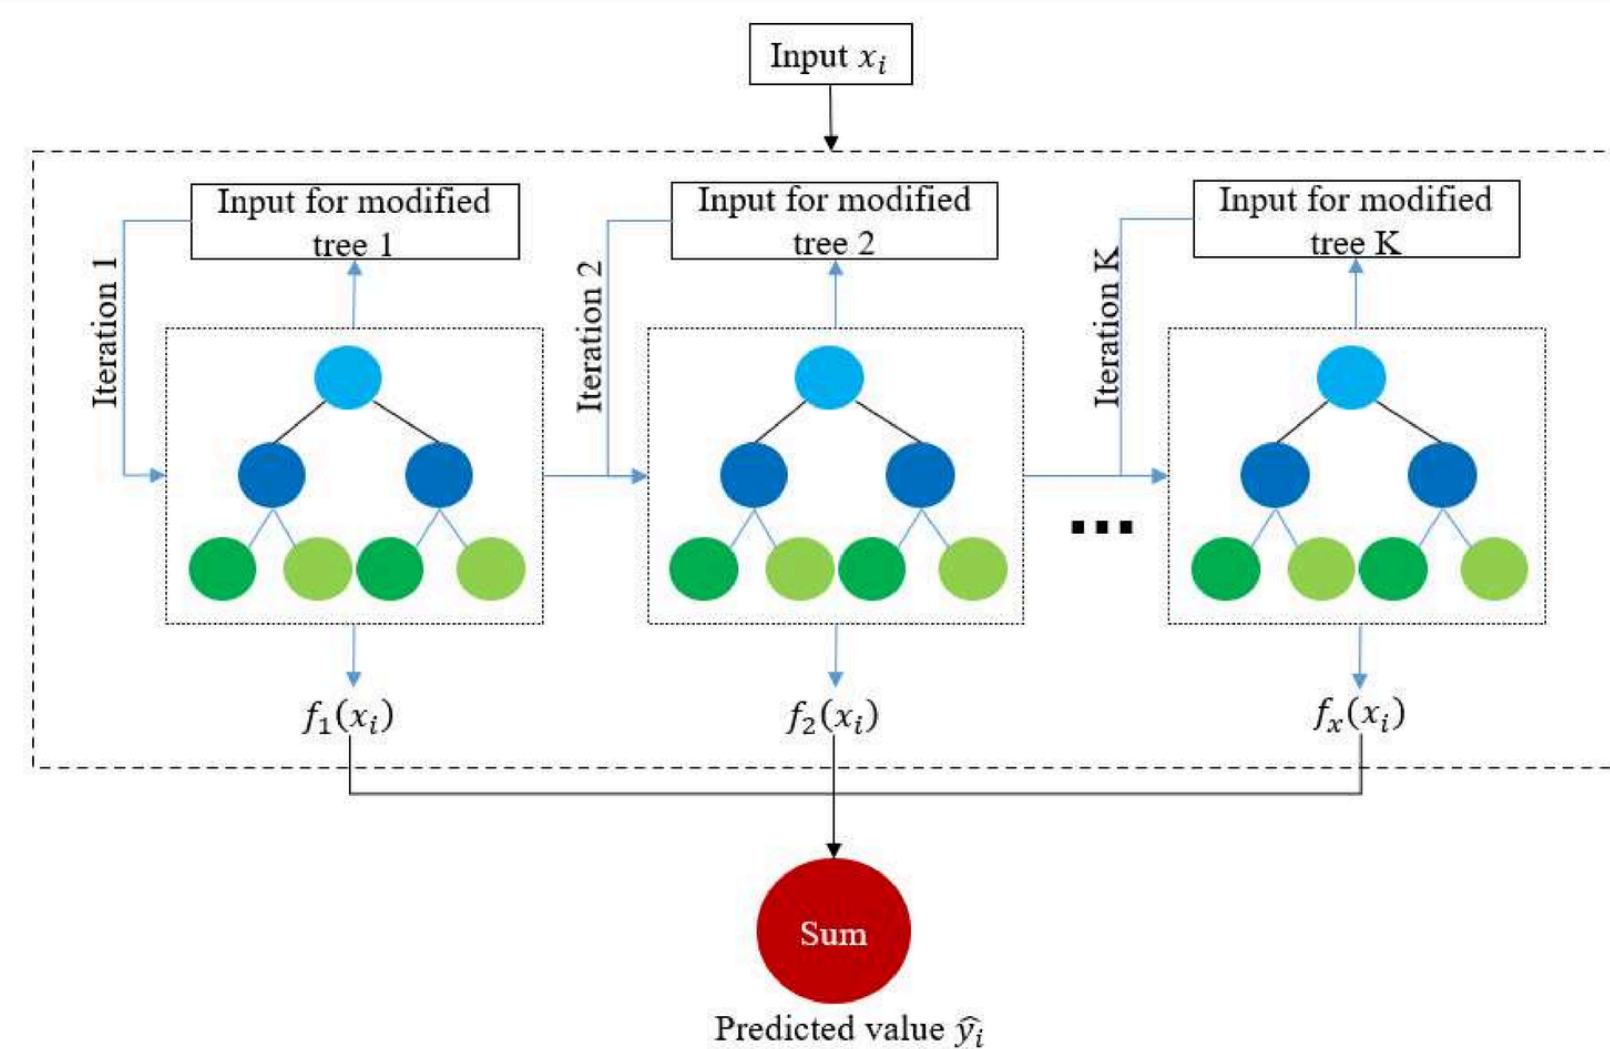 Input xᵢ
Input for modified
tree 1
Input for modified
tree 2
Input for modified
tree K
Iteration 1
Iteration 2
Iteration K
...
f₁(xᵢ)
f₂(xᵢ)
fₓ(xᵢ)
Sum
Predicted value ŷᵢ